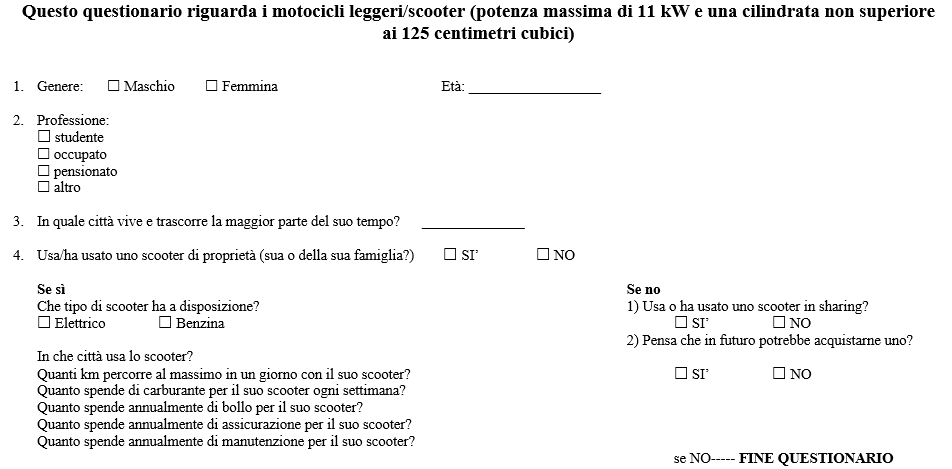 Questo questionario riguarda i motocicli leggeri/scooter (potenza massima di 11 kW e una cilindrata non superiore
ai 125 centimetri cubici)
1. Genere: ☐ Maschio ☐ Femmina Età: ___________________
2. Professione:
☐ studente
☐ occupato
☐ pensionato
☐ altro
3. In quale città vive e trascorre la maggior parte del suo tempo? _______________
4. Usa/ha usato uno scooter di proprietà (sua o della sua famiglia?) ☐ SI’ ☐ NO
Se sì
Che tipo di scooter ha a disposizione?
☐ Elettrico ☐ Benzina
In che città usa lo scooter?
Quanti km percorre al massimo in un giorno con il suo scooter?
Quanto spende di carburante per il suo scooter ogni settimana?
Quanto spende annualmente di bollo per il suo scooter?
Quanto spende annualmente di assicurazione per il suo scooter?
Quanto spende annualmente di manutenzione per il suo scooter?
Se no
1) Usa o ha usato uno scooter in sharing?
☐ SI’ ☐ NO
2) Pensa che in futuro potrebbe acquistarne uno?
☐ SI’ ☐ NO
se NO----- FINE QUESTIONARIO